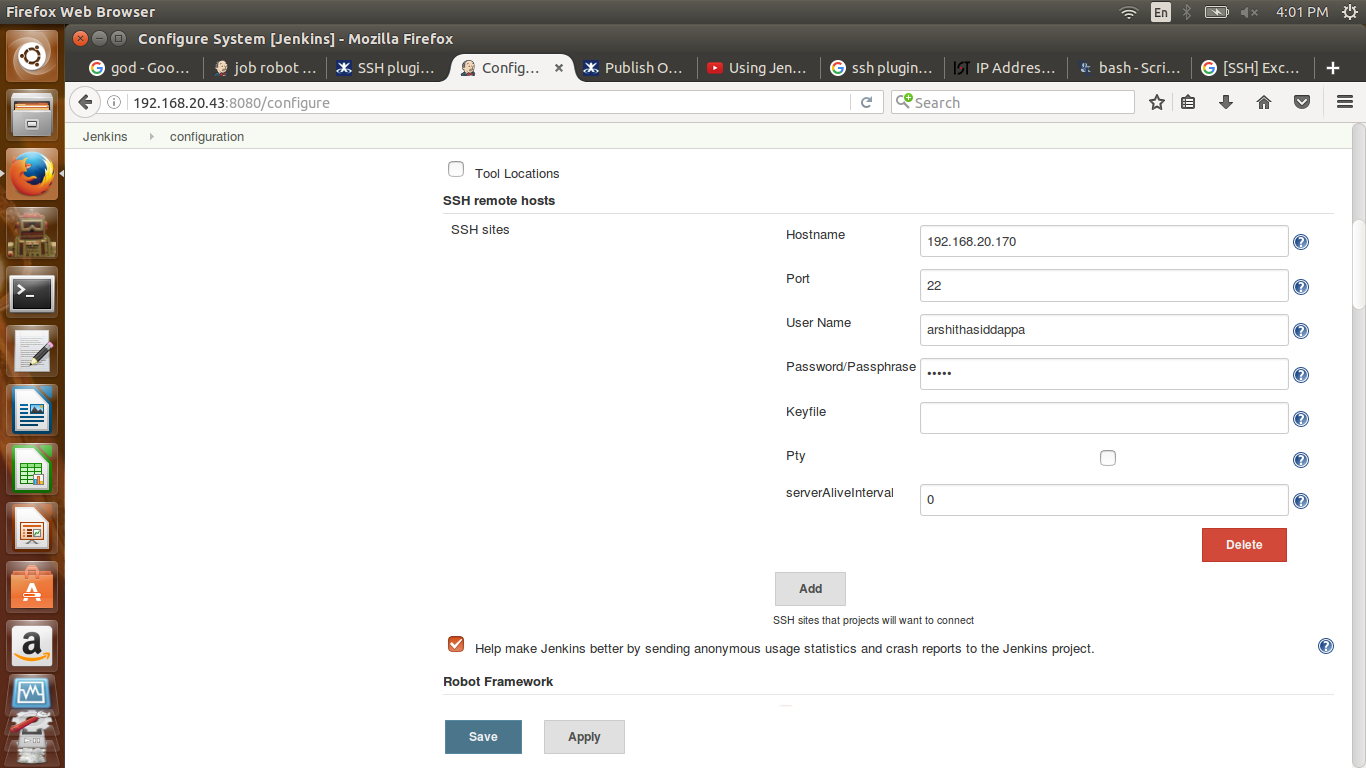 Firefox Web Browser
En
4:01 PM
Configure System [Jenkins] - Mozilla Firefox
god - Goo...
job robot ...
SSH plugi...
Config...
Publish O...
Using Jen...
ssh plugin...
IP Addres...
bash - Scri...
[SSH] Exc...
192.168.20.43:8080/configure
Search
Jenkins
configuration
Tool Locations
SSH remote hosts
SSH sites
Hostname
192.168.20.170
Port
22
User Name
arshithasiddappa
Password/Passphrase
•••••
Keyfile
Pty
serverAliveInterval
0
Delete
Add
SSH sites that projects will want to connect
Help make Jenkins better by sending anonymous usage statistics and crash reports to the Jenkins project.
Robot Framework
Save
Apply